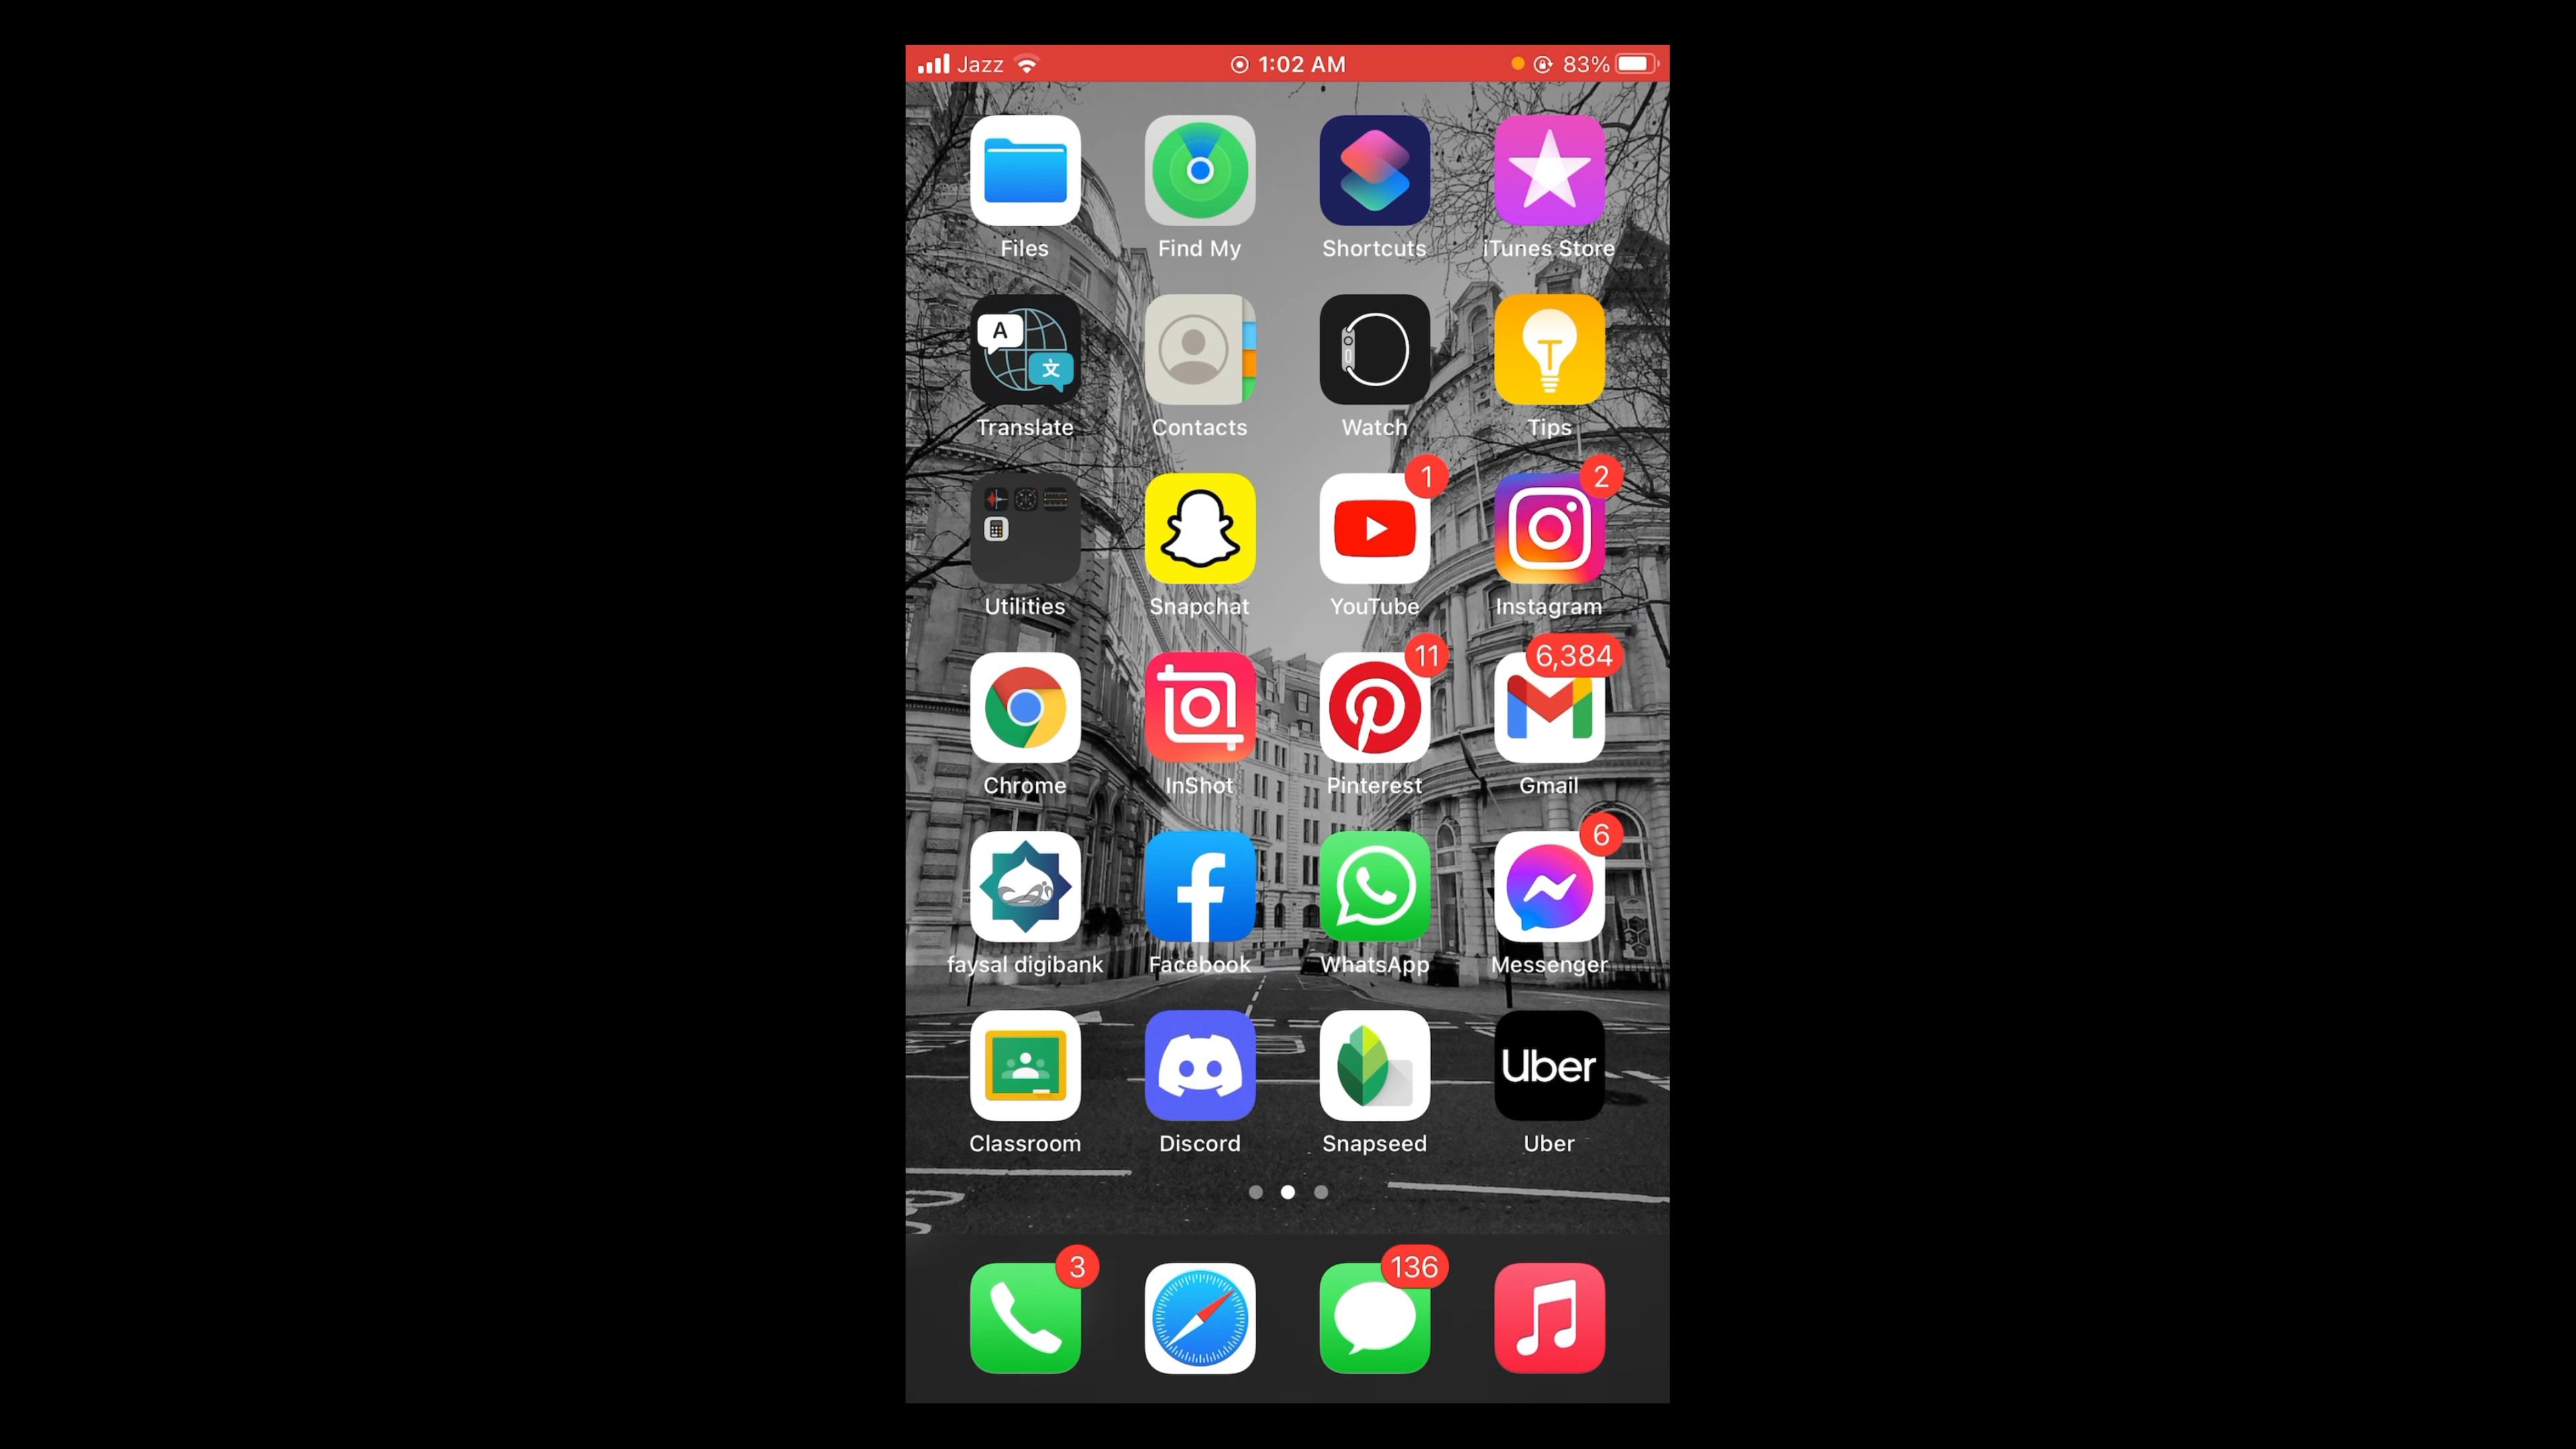 Jazz 1:02 AM 83%
Files Find My Shortcuts iTunes Store
A 文
Translate Contacts Watch Tips
1 2
Utilities Snapchat YouTube Instagram
11 6,384
Chrome InShot Pinterest Gmail
6
faysal digibank Facebook WhatsApp Messenger
Uber
Classroom Discord Snapseed Uber
3 136